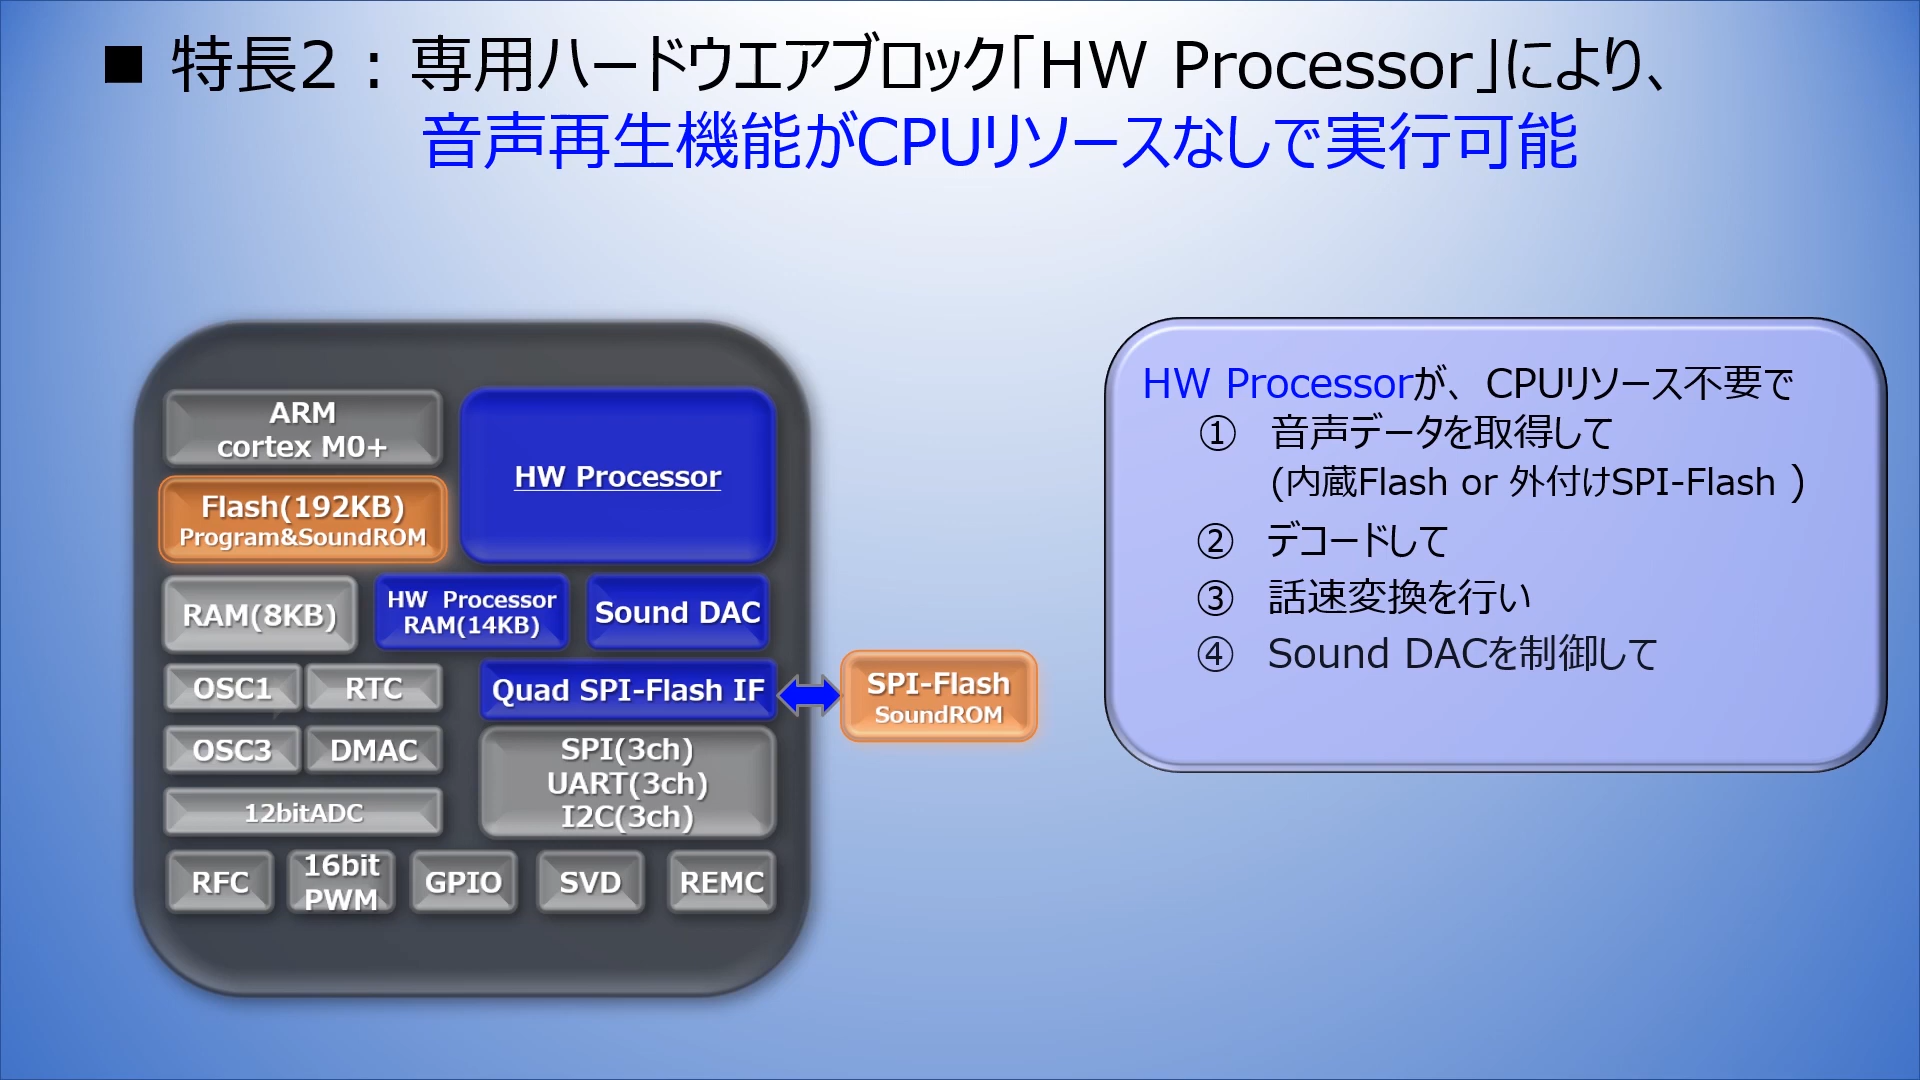 ■ 特長2：専用ハードウエアブロック｢HW Processor｣により、
音声再生機能がCPUリソースなしで実行可能
ARM
cortex M0+
HW Processor
Flash(192KB)
Program&SoundROM
RAM(8KB)
HW Processor
RAM(14KB)
Sound DAC
OSC1
RTC
Quad SPI-Flash IF
SPI-Flash
SoundROM
OSC3
DMAC
SPI(3ch)
UART(3ch)
I2C(3ch)
12bitADC
RFC
16bit
PWM
GPIO
SVD
REMC
HW Processorが、CPUリソース不要で
① 音声データを取得して
(内蔵Flash or 外付けSPI-Flash )
② デコードして
③ 話速変換を行い
④ Sound DACを制御して